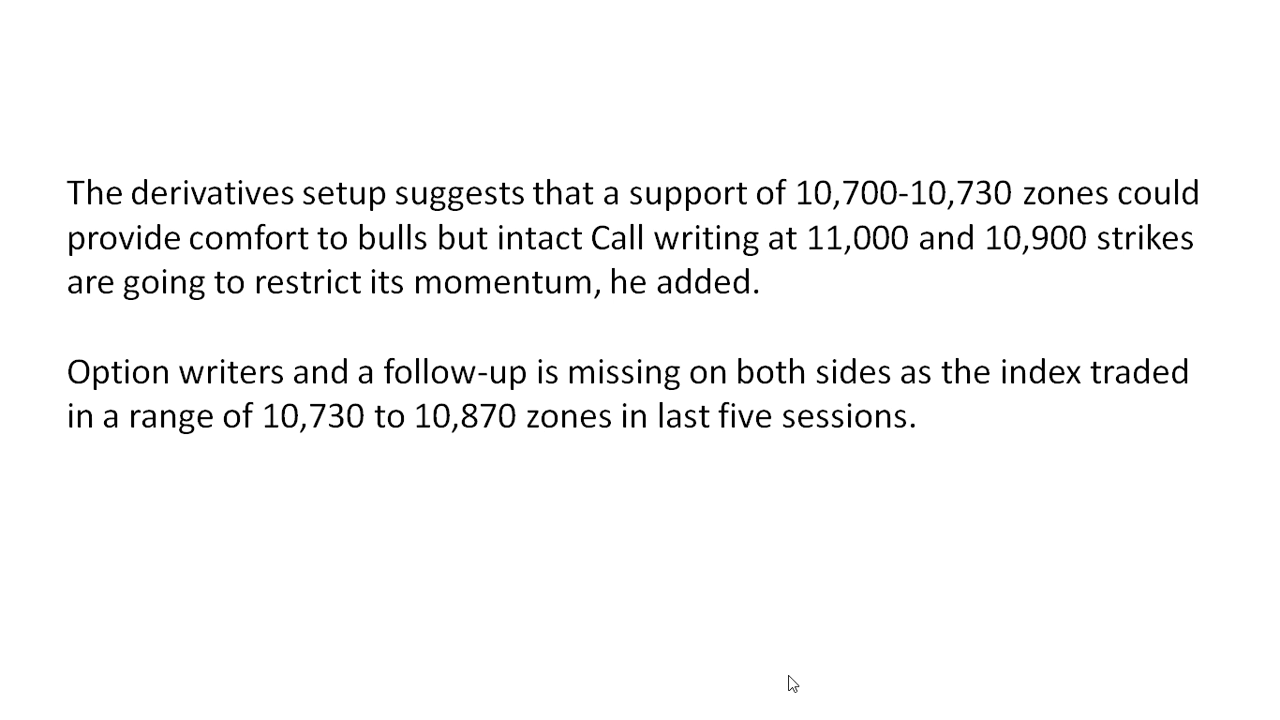 The derivatives setup suggests that a support of 10,700-10,730 zones could
provide comfort to bulls but intact Call writing at 11,000 and 10,900 strikes
are going to restrict its momentum, he added.
Option writers and a follow-up is missing on both sides as the index traded
in a range of 10,730 to 10,870 zones in last five sessions.